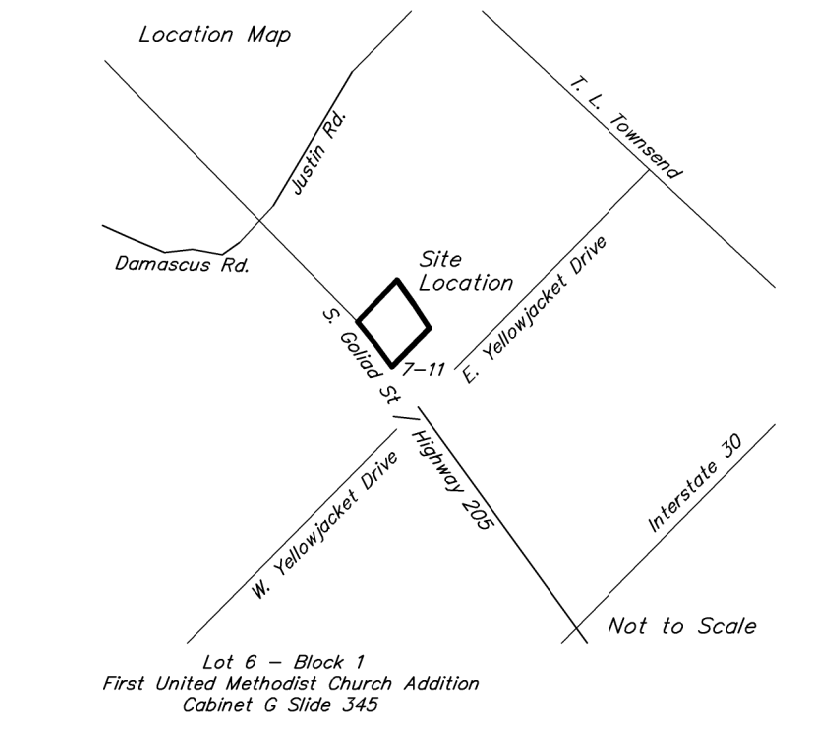 Location Map
T. L. Townsend
Justin Rd.
Damascus Rd.
Site
Location
E. Yellowjacket Drive
S. Goliad St / Highway 205
7-11
Interstate 30
W. Yellowjacket Drive
Not to Scale
Lot 6 - Block 1
First United Methodist Church Addition
Cabinet G Slide 345